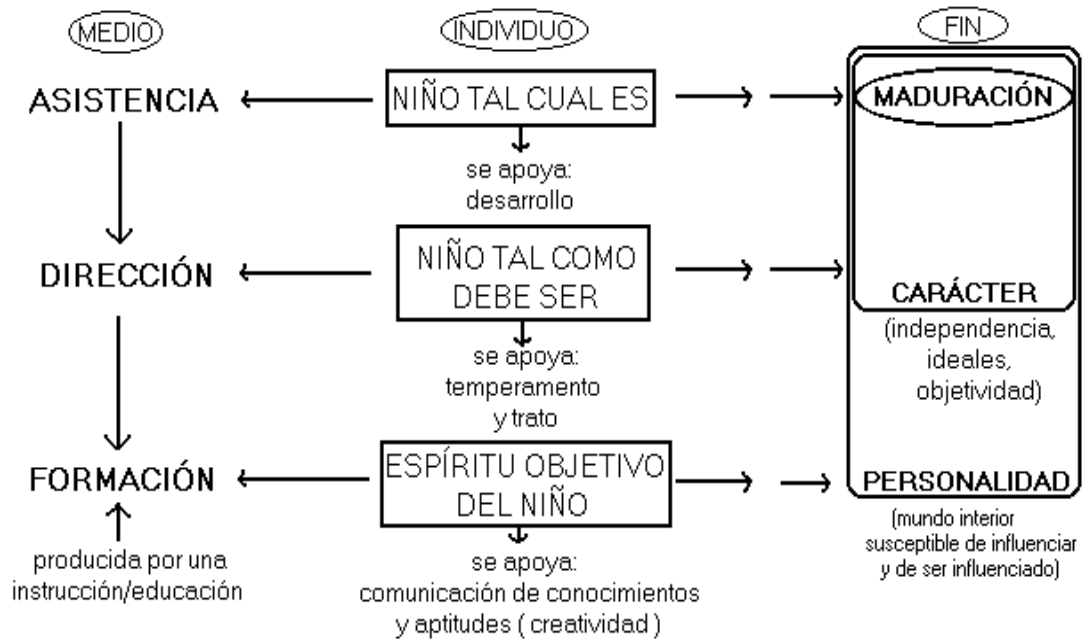 MEDIO
INDIVIDUO
FIN
ASISTENCIA
NIÑO TAL CUAL ES
MADURACIÓN
se apoya:
desarrollo
DIRECCIÓN
NIÑO TAL COMO
DEBE SER
CARÁCTER
(independencia,
ideales,
objetividad)
se apoya:
temperamento
y trato
FORMACIÓN
ESPÍRITU OBJETIVO
DEL NIÑO
PERSONALIDAD
(mundo interior
susceptible de influenciar
y de ser influenciado)
producida por una
instrucción/educación
se apoya:
comunicación de conocimientos
y aptitudes ( creatividad )